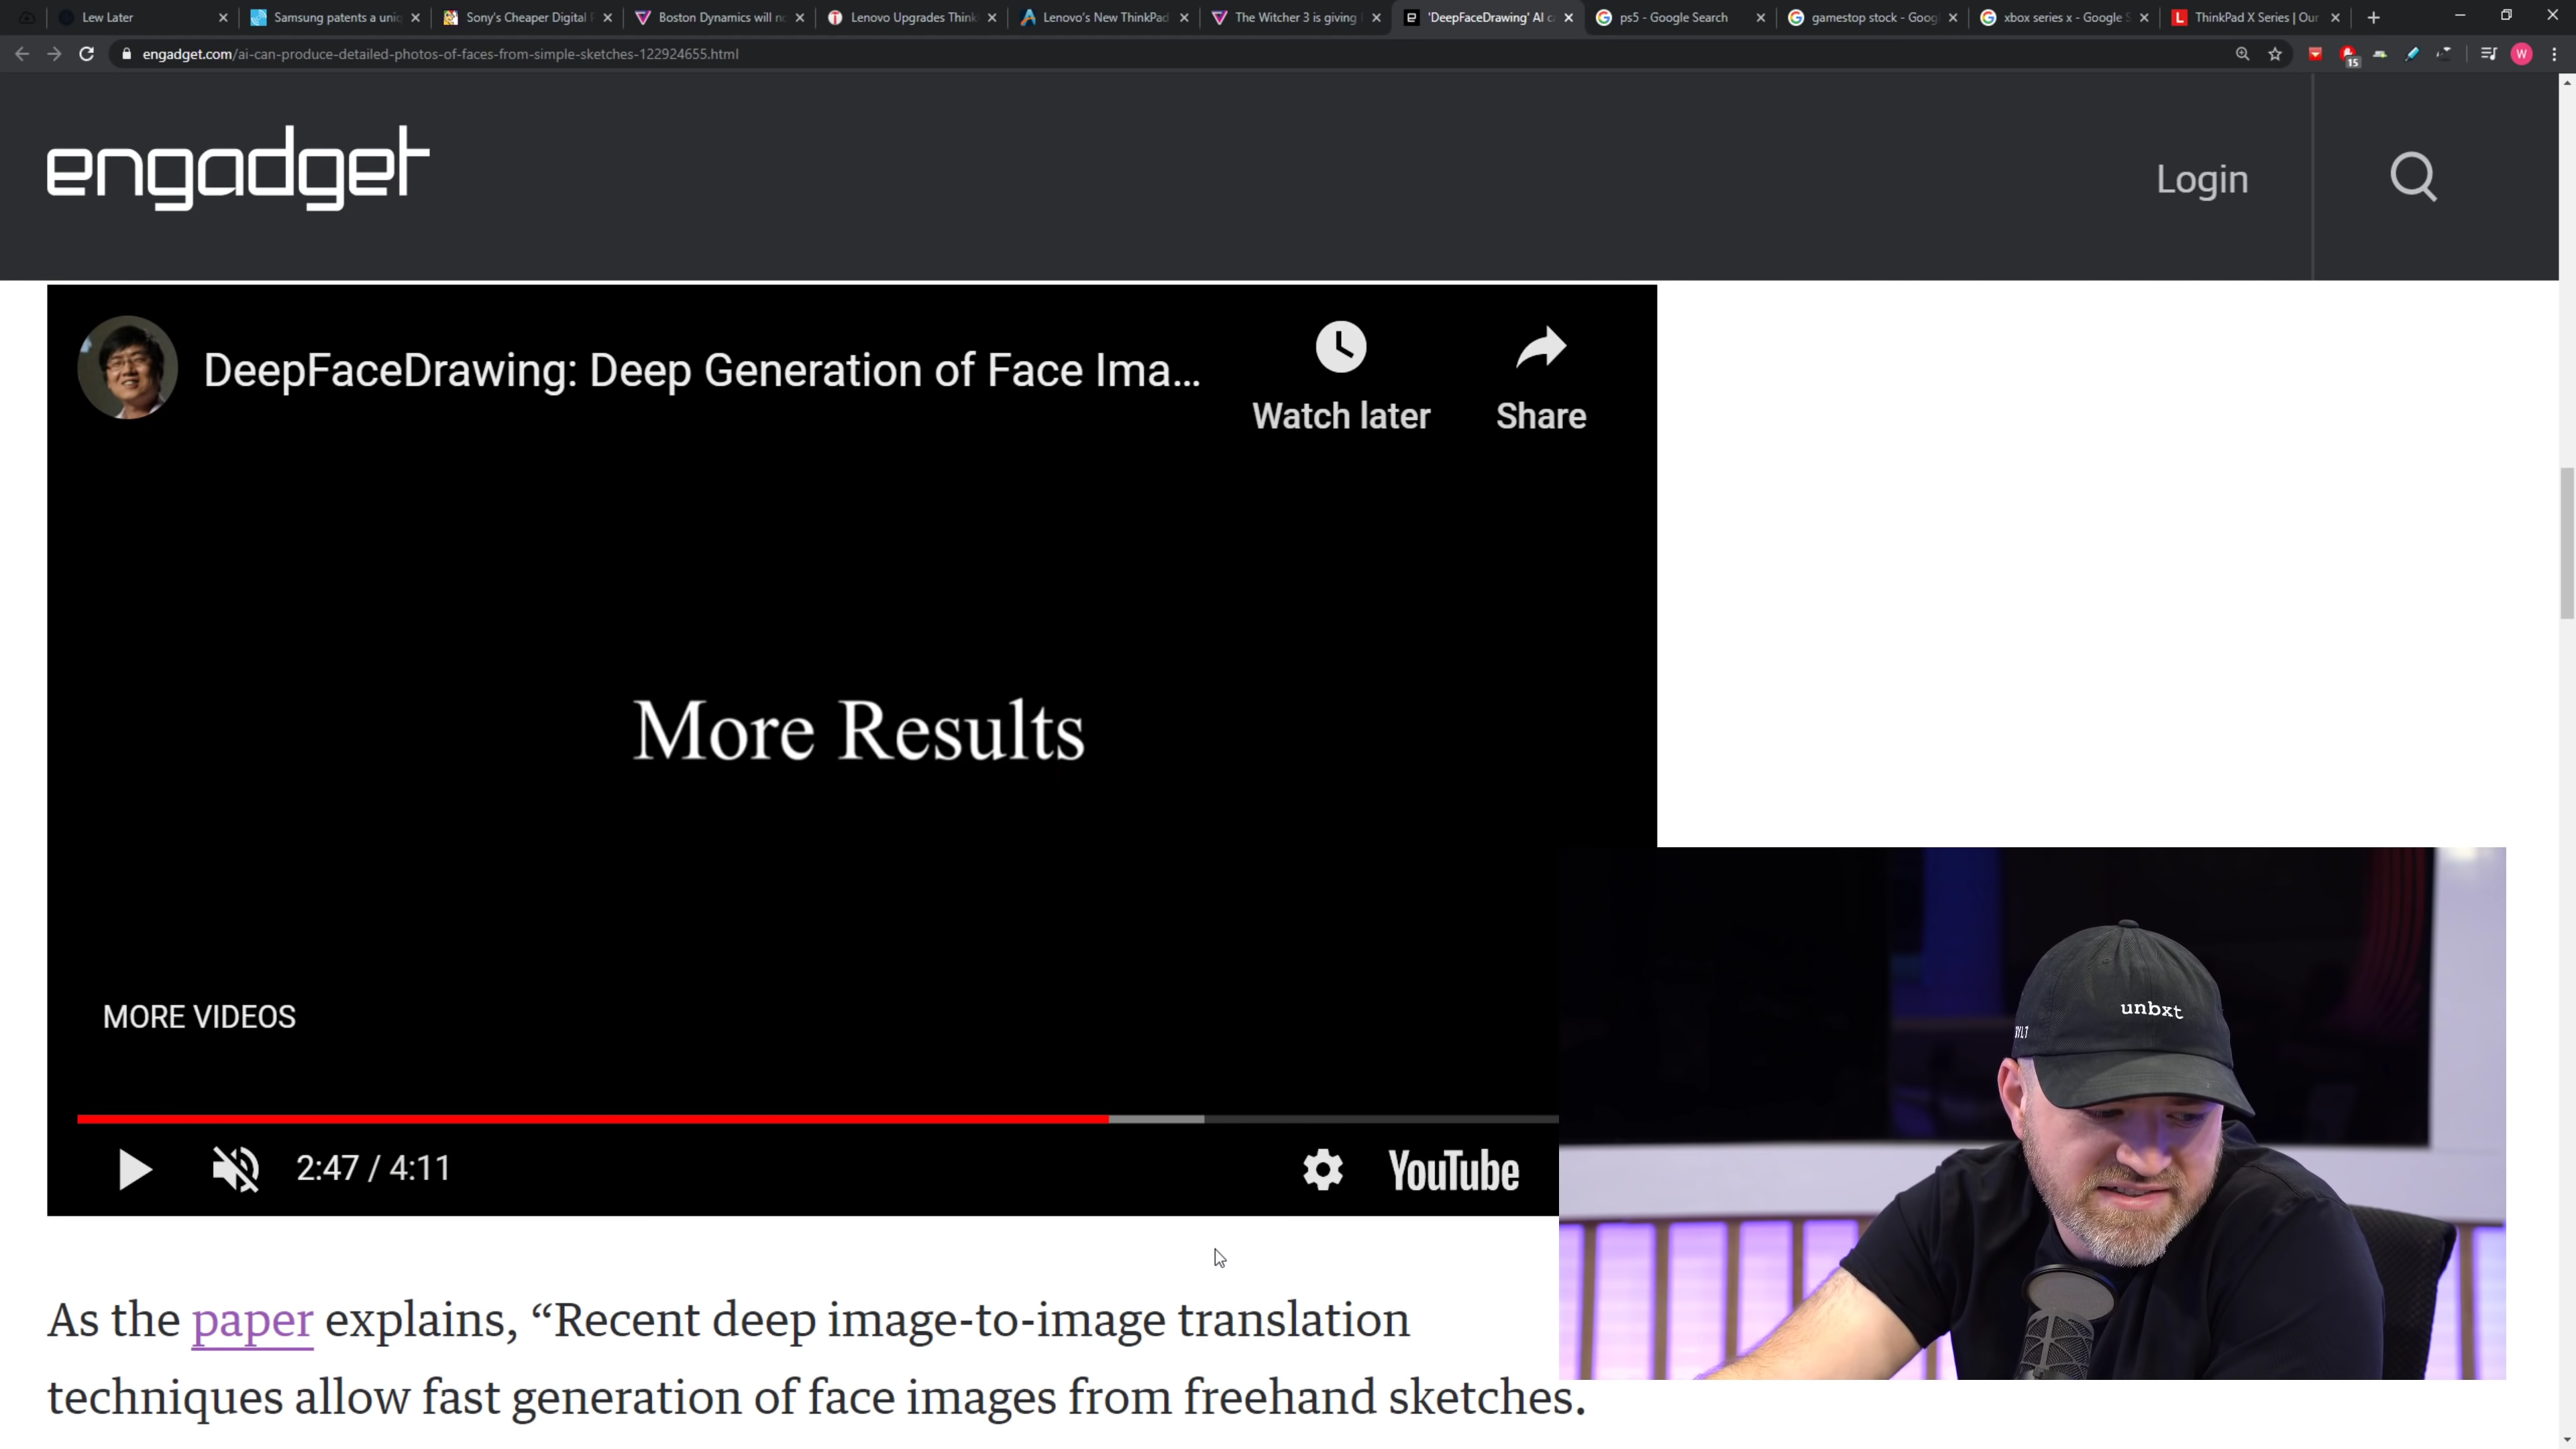 Lew Later
Samsung patents a uniq
Sony's Cheaper Digital
Boston Dynamics will no
Lenovo Upgrades Think
Lenovo's New ThinkPad
The Witcher 3 is giving
'DeepFaceDrawing' AI c
ps5 - Google Search
gamestop stock - Goog
xbox series x - Google S
ThinkPad X Series | Our
engadget.com/ai-can-produce-detailed-photos-of-faces-from-simple-sketches-122924655.html
15
W
engadget
Login
DeepFaceDrawing: Deep Generation of Face Ima...
Watch later
Share
More Results
MORE VIDEOS
2:47 / 4:11
YouTube
unbxt
As the paper explains, “Recent deep image-to-image translation
techniques allow fast generation of face images from freehand sketches.